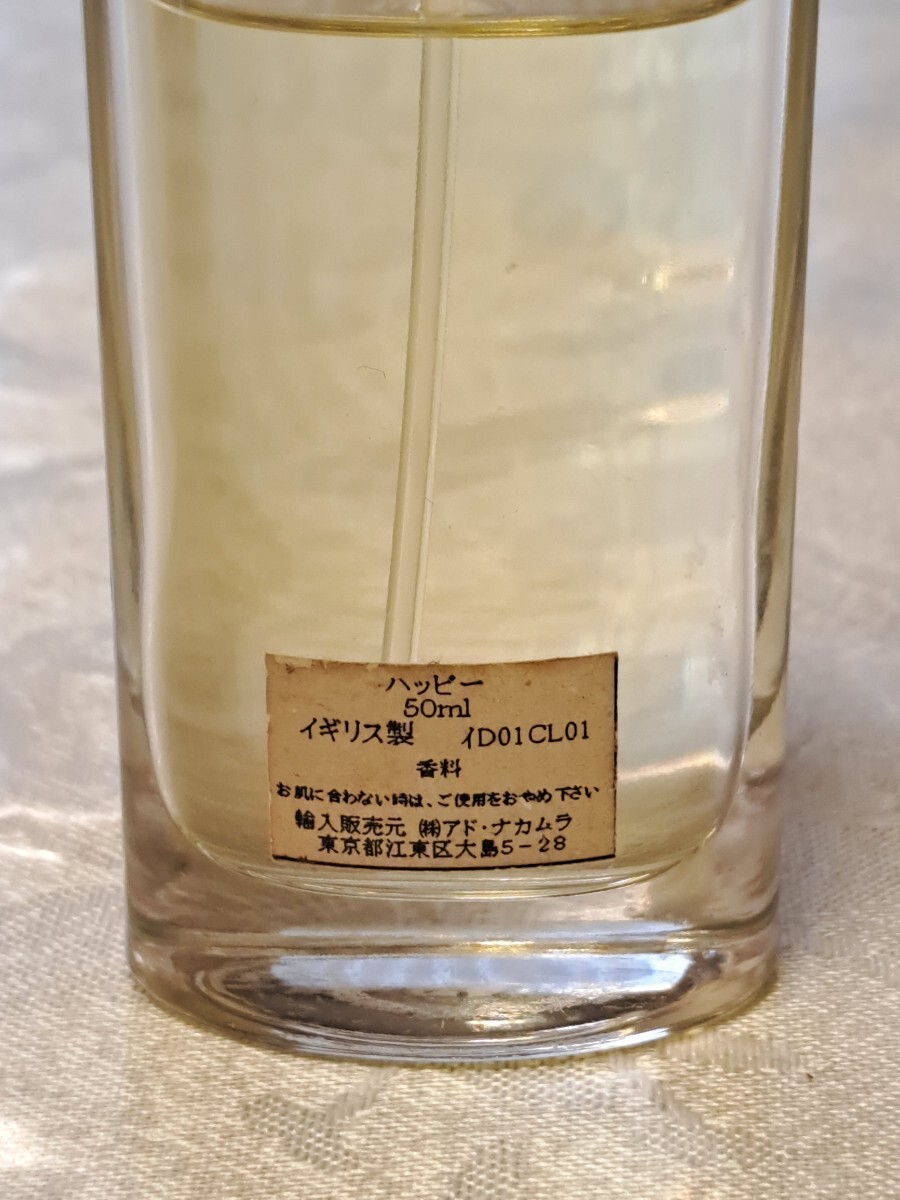 ハッピー
50ml
イギリス製 ｲD01CL01
香料
お肌に合わない時は、ご使用をおやめ下さい
輸入販売元 ㈱アド・ナカムラ
東京都江東区大島5-28